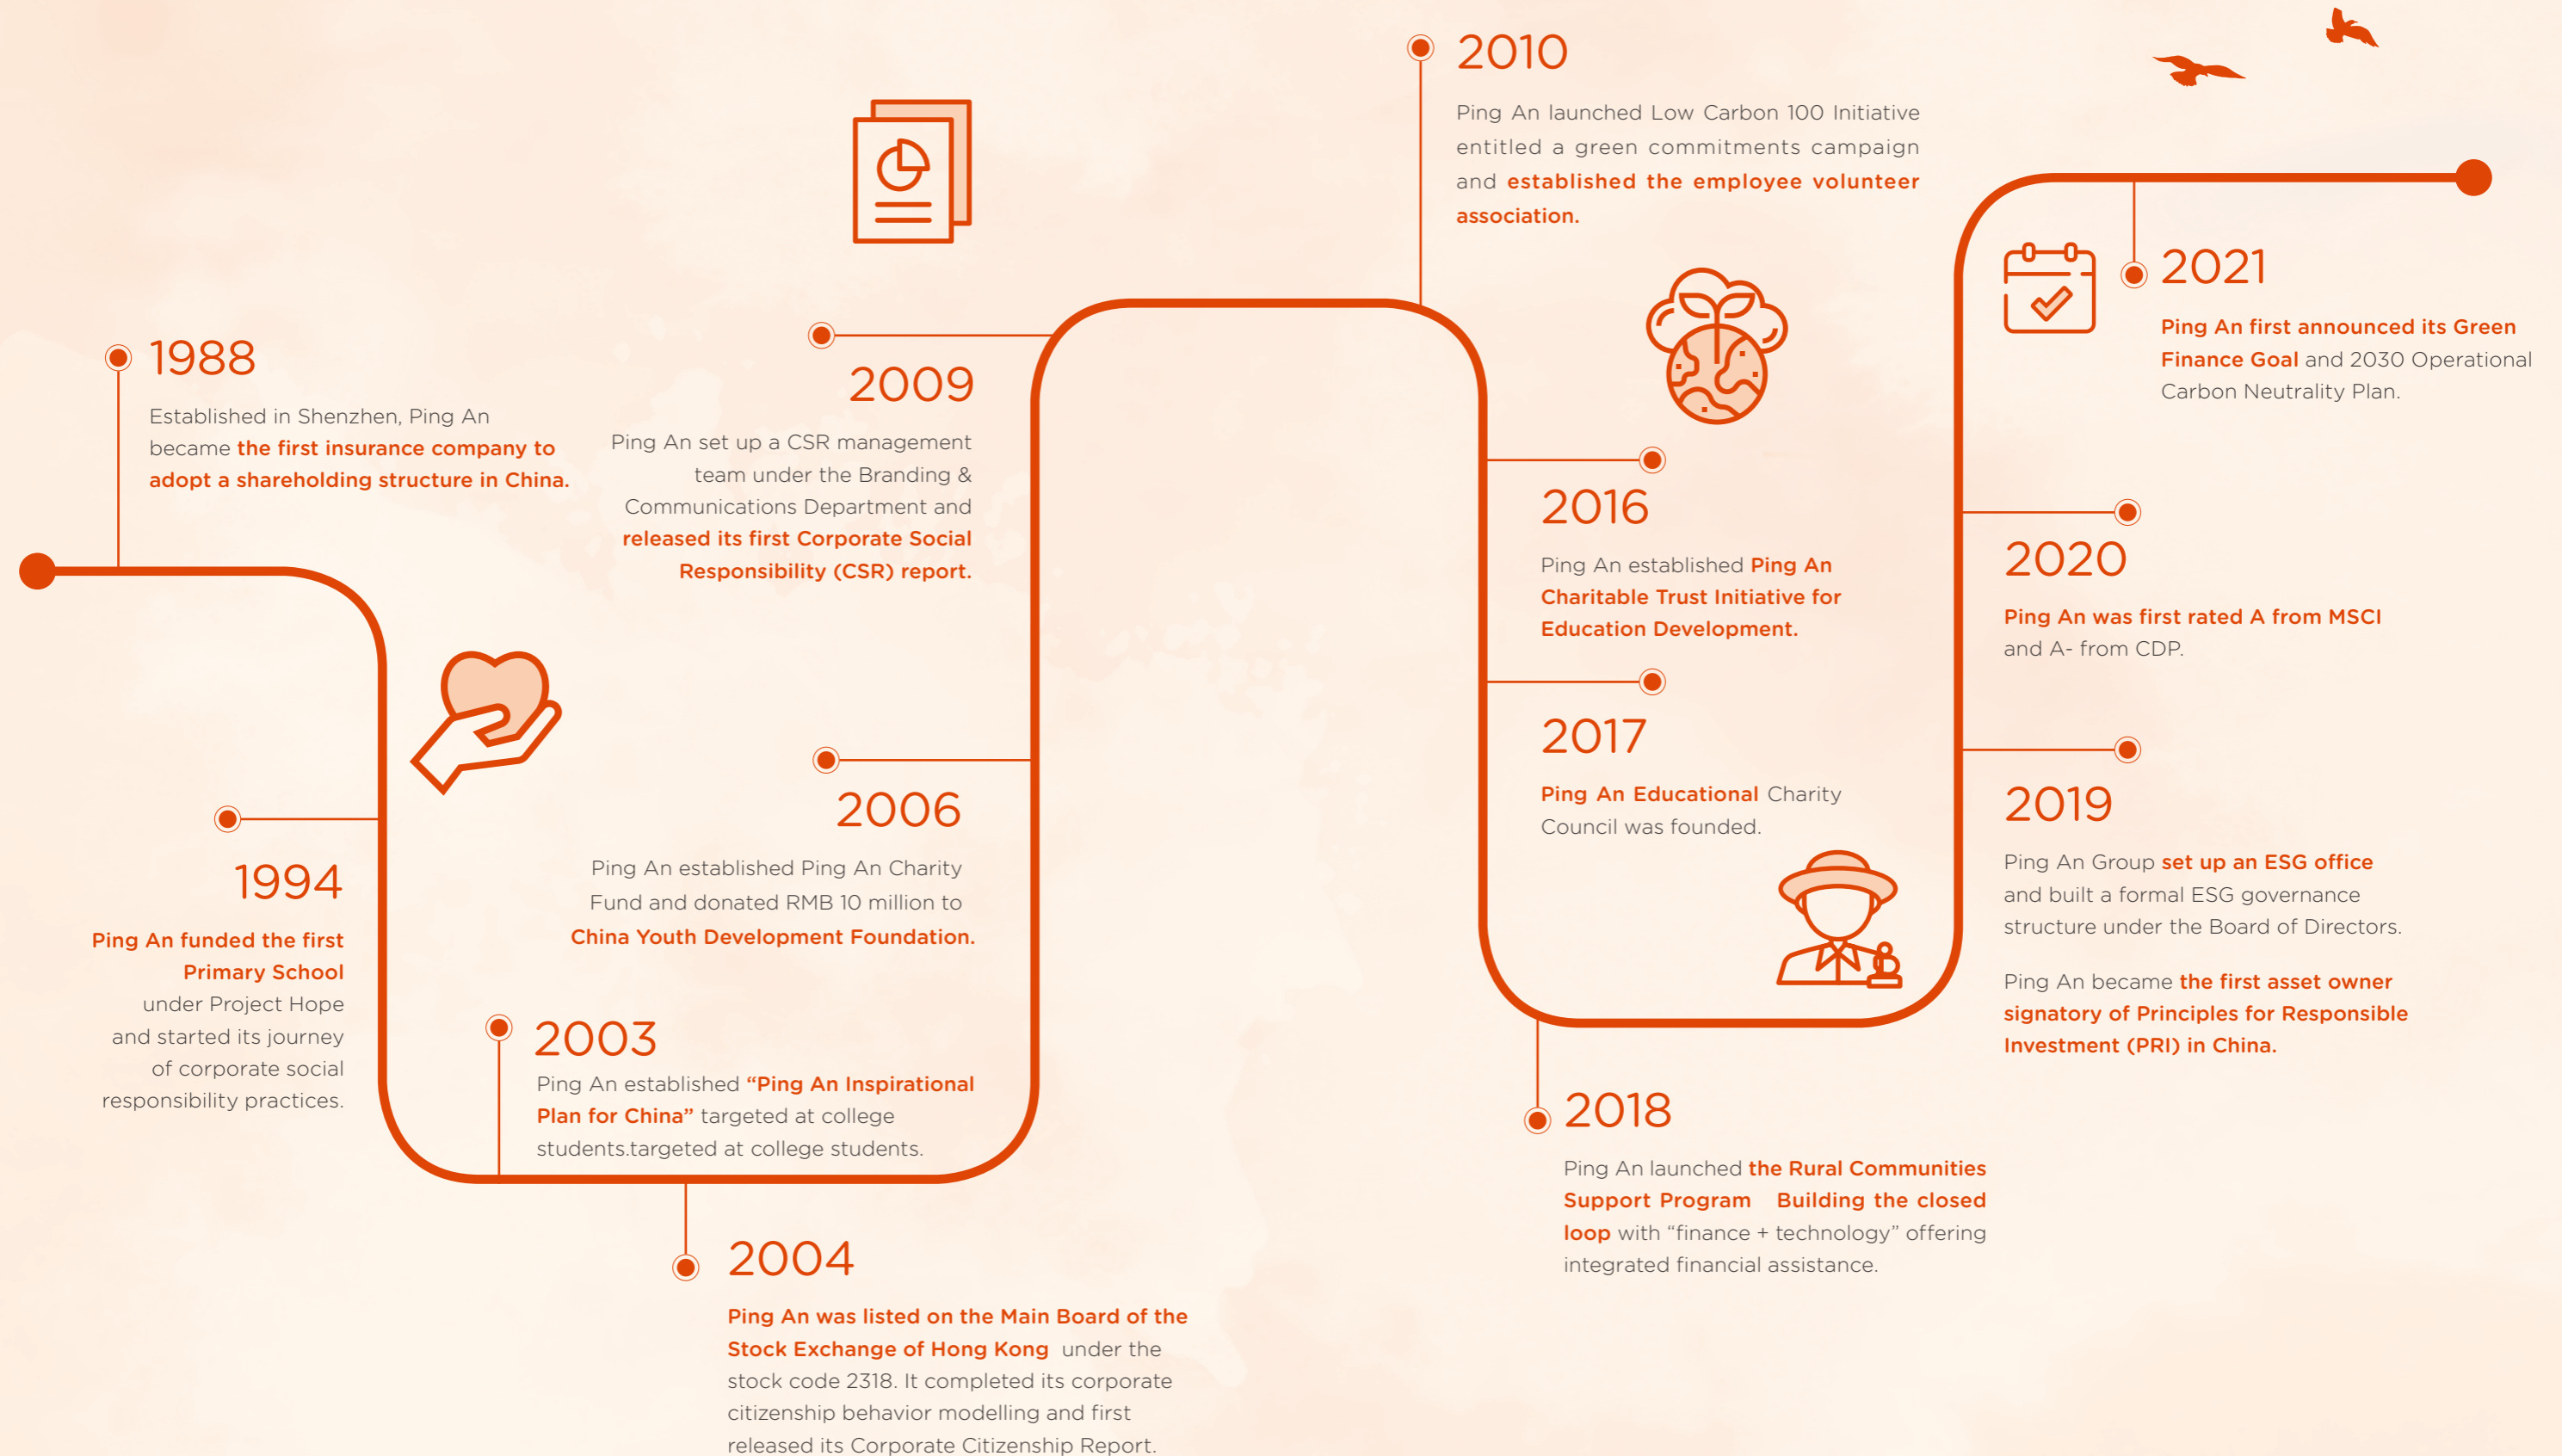 1988
Established in Shenzhen, Ping An
became the first insurance company to
adopt a shareholding structure in China.
1994
Ping An funded the first
Primary School
under Project Hope
and started its journey
of corporate social
responsibility practices.
2003
Ping An established “Ping An Inspirational
Plan for China” targeted at college
students.targeted at college students.
2004
Ping An was listed on the Main Board of the
Stock Exchange of Hong Kong under the
stock code 2318. It completed its corporate
citizenship behavior modelling and first
released its Corporate Citizenship Report.
2006
Ping An established Ping An Charity
Fund and donated RMB 10 million to
China Youth Development Foundation.
2009
Ping An set up a CSR management
team under the Branding &
Communications Department and
released its first Corporate Social
Responsibility (CSR) report.
2010
Ping An launched Low Carbon 100 Initiative
entitled a green commitments campaign
and established the employee volunteer
association.
2016
Ping An established Ping An
Charitable Trust Initiative for
Education Development.
2017
Ping An Educational Charity
Council was founded.
2018
Ping An launched the Rural Communities
Support Program Building the closed
loop with “finance + technology” offering
integrated financial assistance.
2019
Ping An Group set up an ESG office
and built a formal ESG governance
structure under the Board of Directors.
Ping An became the first asset owner
signatory of Principles for Responsible
Investment (PRI) in China.
2020
Ping An was first rated A from MSCI
and A- from CDP.
2021
Ping An first announced its Green
Finance Goal and 2030 Operational
Carbon Neutrality Plan.